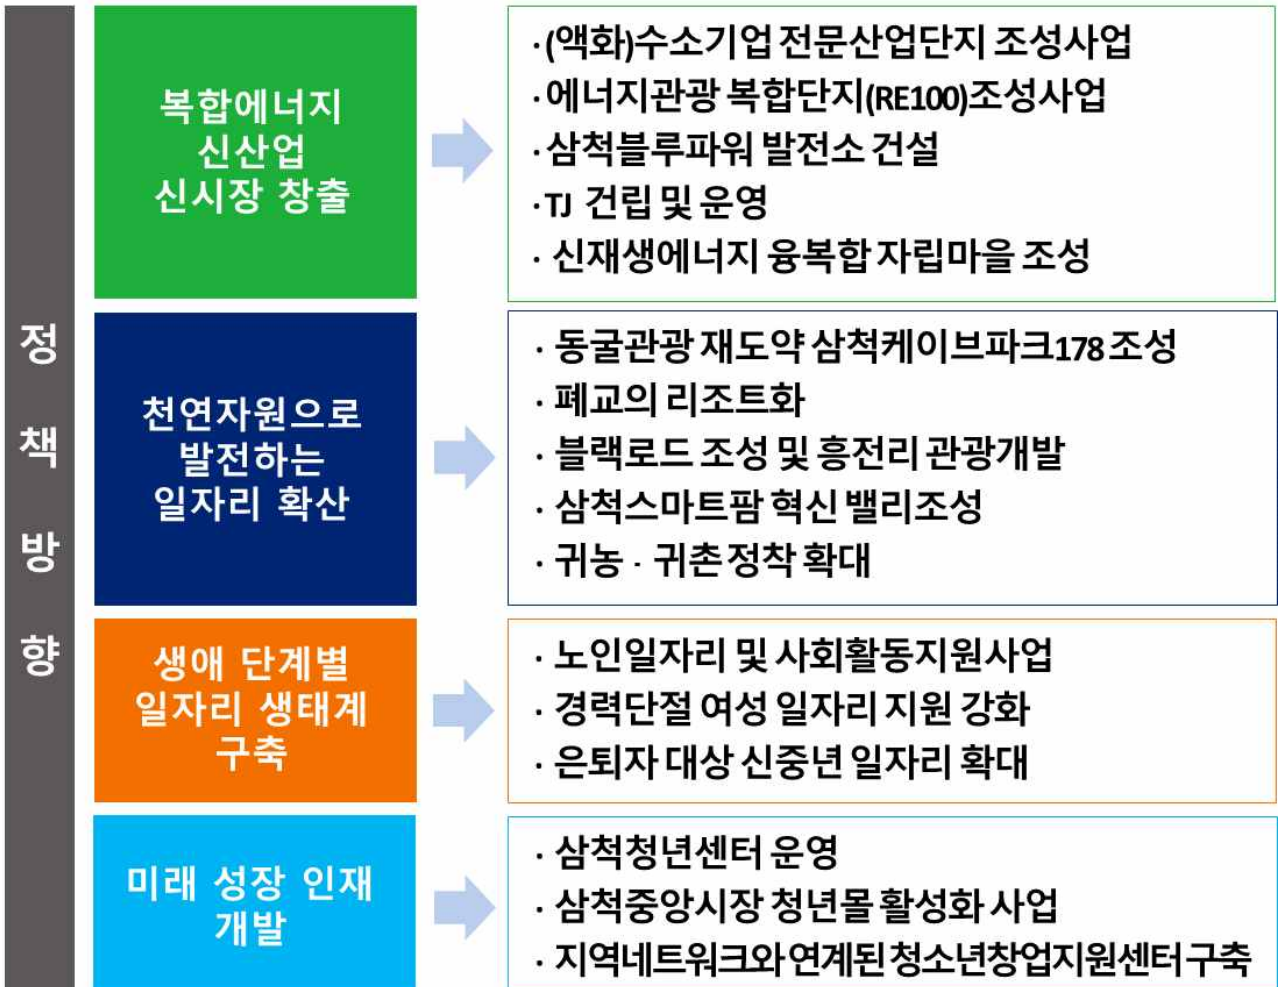 정책방향
복합에너지
신산업
신시장 창출
·(액화)수소기업 전문산업단지 조성사업
·에너지관광 복합단지(RE100)조성사업
·삼척블루파워 발전소 건설
·TJ 건립 및 운영
· 신재생에너지 융복합 자립마을 조성
천연자원으로
발전하는
일자리 확산
· 동굴관광 재도약 삼척케이브파크178 조성
· 폐교의 리조트화
· 블랙로드 조성 및 흥전리 관광개발
· 삼척스마트팜 혁신 밸리조성
· 귀농 · 귀촌 정착 확대
생애 단계별
일자리 생태계
구축
· 노인일자리 및 사회활동지원사업
· 경력단절 여성 일자리 지원 강화
· 은퇴자 대상 신중년 일자리 확대
미래 성장 인재
개발
· 삼척청년센터 운영
· 삼척중앙시장 청년몰 활성화 사업
· 지역네트워크와 연계된 청소년창업지원센터 구축